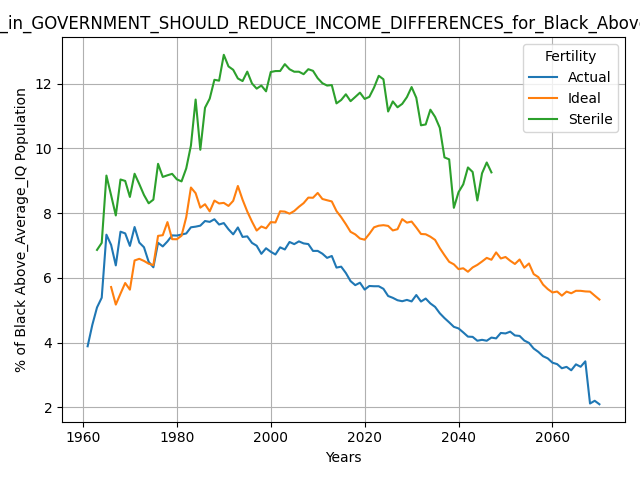 _in_GOVERNMENT_SHOULD_REDUCE_INCOME_DIFFERENCES_for_Black_Above
Fertility
Actual
Ideal
Sterile
% of Black Above_Average_IQ Population
12
10
8
6
4
2
1960 1980 2000 2020 2040 2060
Years